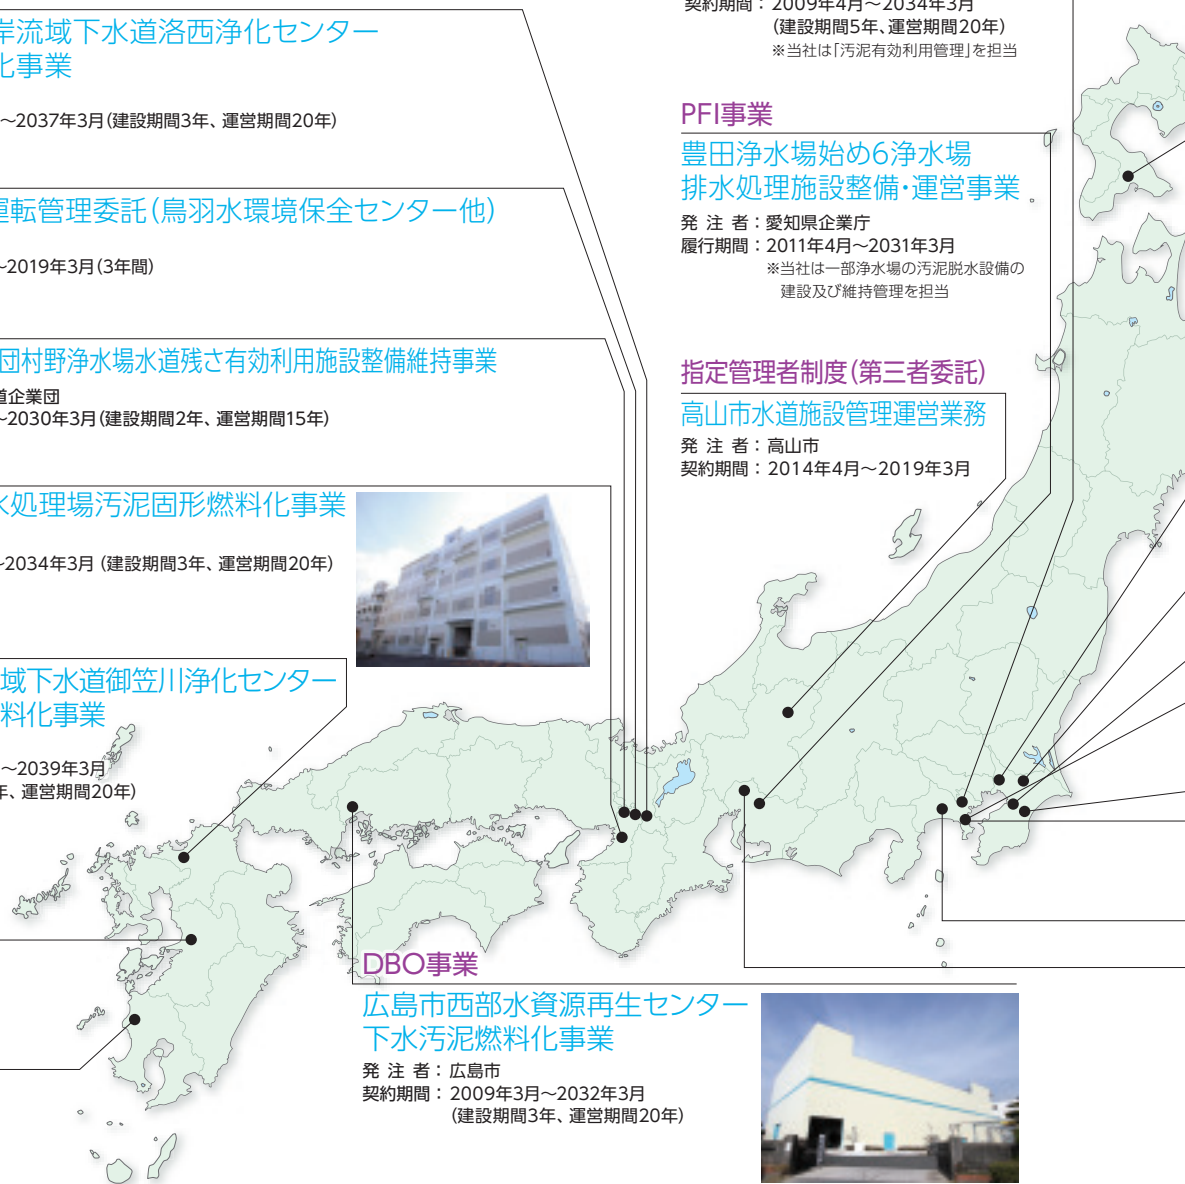 岸流域下水道洛西浄化センター
化事業
～2037年3月(建設期間3年、運営期間20年)
運転管理委託(鳥羽水環境保全センター他)
～2019年3月(3年間)
団村野浄水場水道残さ有効利用施設整備維持事業
道企業団
～2030年3月(建設期間2年、運営期間15年)
水処理場汚泥固形燃料化事業
～2034年3月(建設期間3年、運営期間20年)
域下水道御笠川浄化センター
料化事業
～2039年3月
年、運営期間20年)
契約期間：2009年4月～2034年3月
(建設期間5年、運営期間20年)
※当社は「汚泥有効利用管理」を担当
PFI事業
豊田浄水場始め6浄水場
排水処理施設整備・運営事業
発注者：愛知県企業庁
履行期間：2011年4月～2031年3月
※当社は一部浄水場の汚泥脱水設備の
建設及び維持管理を担当
指定管理者制度(第三者委託)
高山市水道施設管理運営業務
発注者：高山市
契約期間：2014年4月～2019年3月
DBO事業
広島市西部水資源再生センター
下水汚泥燃料化事業
発注者：広島市
契約期間：2009年3月～2032年3月
(建設期間3年、運営期間20年)